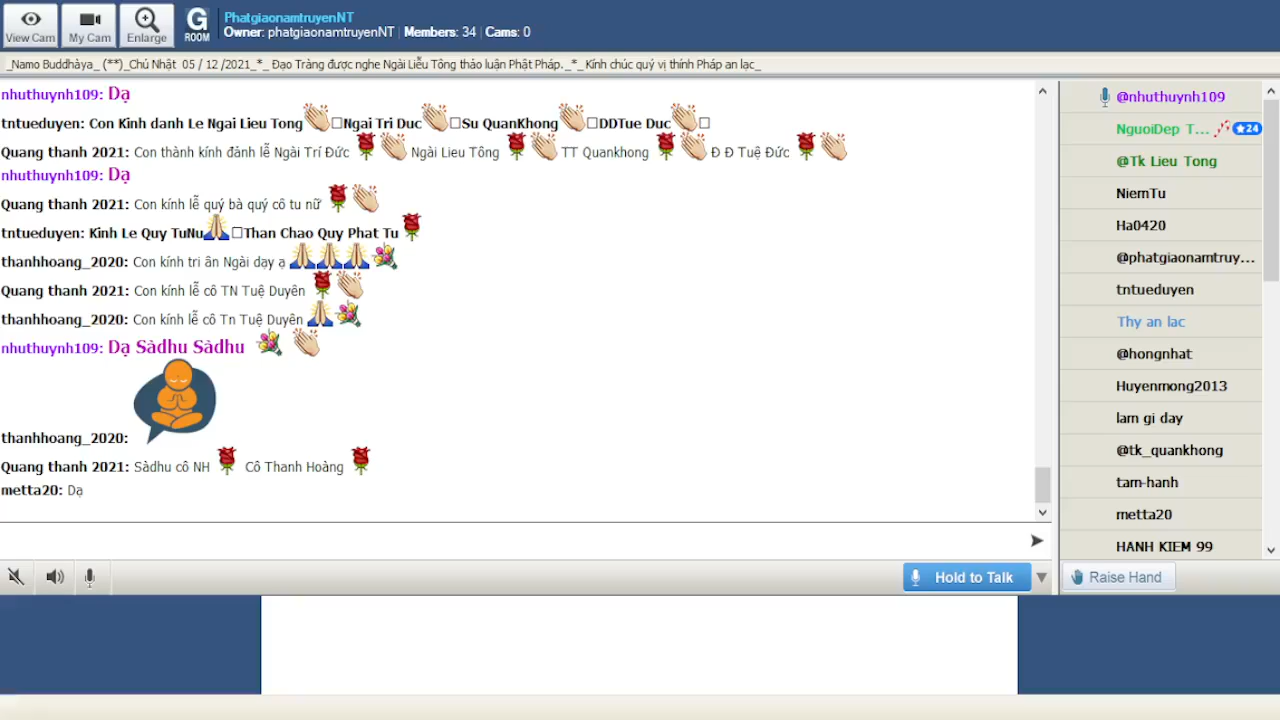 View Cam
My Cam
Enlarge
G
ROOM
PhatgiaonamtruyenNT
Owner: phatgiaonamtruyenNT | Members: 34 | Cams: 0
_Namo Buddhàya_ (**)_Chủ Nhật 05 / 12 /2021_*_ Đạo Tràng được nghe Ngài Liễu Tông thảo luận Phật Pháp._*_Kính chúc quý vị thính Pháp an lạc_
nhuthuynh109: Dạ
tntueduyen: Con Kính danh Le Ngai Lieu Tong Ngai Tri Duc Su QuanKhong DDTue Duc
Quang thanh 2021: Con thành kính đảnh lễ Ngài Trí Đức Ngài Lieu Tông TT Quankhong Đ Đ Tuệ Đức
nhuthuynh109: Dạ
Quang thanh 2021: Con kính lễ quý bà quý cô tu nữ
tntueduyen: Kinh Le Quy TuNu Than Chao Quy Phat Tu
thanhhoang_2020: Con kính tri ân Ngài dạy ạ
Quang thanh 2021: Con kính lễ cô TN Tuệ Duyên
thanhhoang_2020: Con kính lễ cô Tn Tuệ Duyên
nhuthuynh109: Dạ Sàdhu Sàdhu
thanhhoang_2020:
Quang thanh 2021: Sàdhu cô NH Cô Thanh Hoàng
metta20: Dạ
Hold to Talk
@nhuthuynh109
NguoiDep T... 24
@Tk Lieu Tong
NiemTu
Ha0420
@phatgiaonamtruy...
tntueduyen
Thy an lac
@hongnhat
Huyenmong2013
lam gi day
@tk_quankhong
tam-hanh
metta20
HANH KIEM 99
Raise Hand